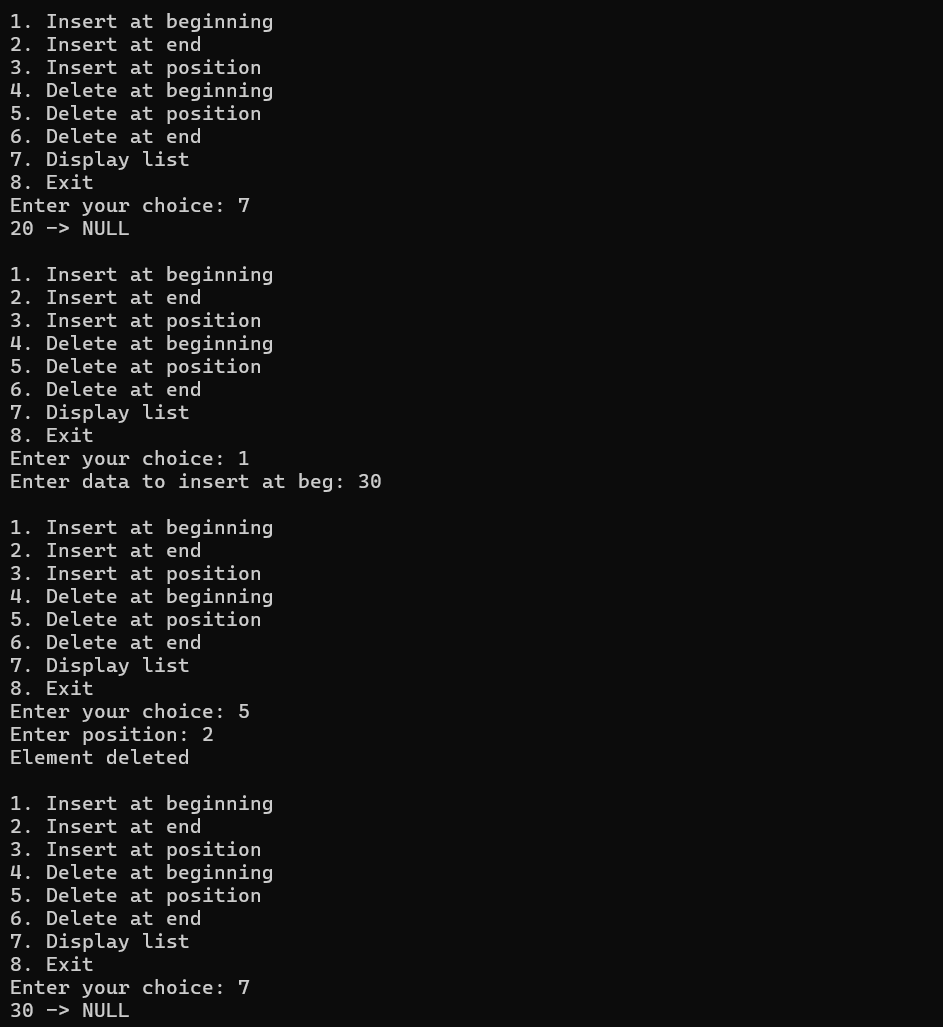 1. Insert at beginning
2. Insert at end
3. Insert at position
4. Delete at beginning
5. Delete at position
6. Delete at end
7. Display list
8. Exit
Enter your choice: 7
20 -> NULL
1. Insert at beginning
2. Insert at end
3. Insert at position
4. Delete at beginning
5. Delete at position
6. Delete at end
7. Display list
8. Exit
Enter your choice: 1
Enter data to insert at beg: 30
1. Insert at beginning
2. Insert at end
3. Insert at position
4. Delete at beginning
5. Delete at position
6. Delete at end
7. Display list
8. Exit
Enter your choice: 5
Enter position: 2
Element deleted
1. Insert at beginning
2. Insert at end
3. Insert at position
4. Delete at beginning
5. Delete at position
6. Delete at end
7. Display list
8. Exit
Enter your choice: 7
30 -> NULL